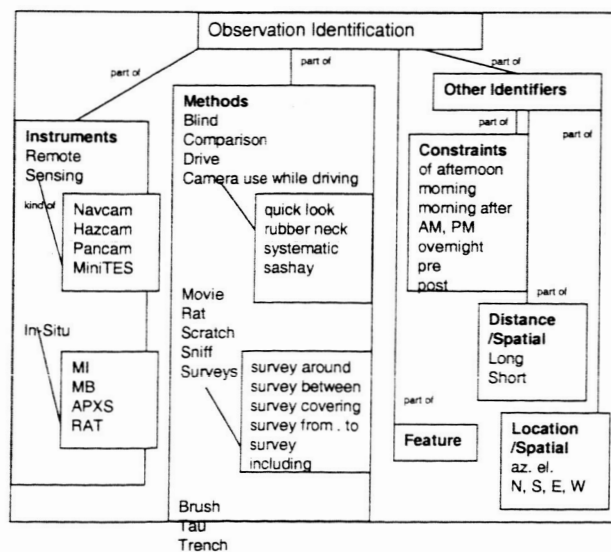 Observation Identification
part of
part of
part of
part of
Other Identifiers
Methods
Blind
Comparison
Drive
Camera use while driving
quick look
rubber neck
systematic
sashay
Movie
Rat
Scratch
Sniff
Surveys
survey around
survey between
survey covering
survey from . to
survey
including
Brush
Tau
Trench
Instruments
Remote
Sensing
kind of
Navcam
Hazcam
Pancam
MiniTES
In-Situ
MI
MB
APXS
RAT
Constraints
of afternoon
morning
morning after
AM, PM
overnight
pre
post
part of
part of
Distance
/Spatial
Long
Short
part of
Feature
Location
/Spatial
az. el.
N, S, E, W